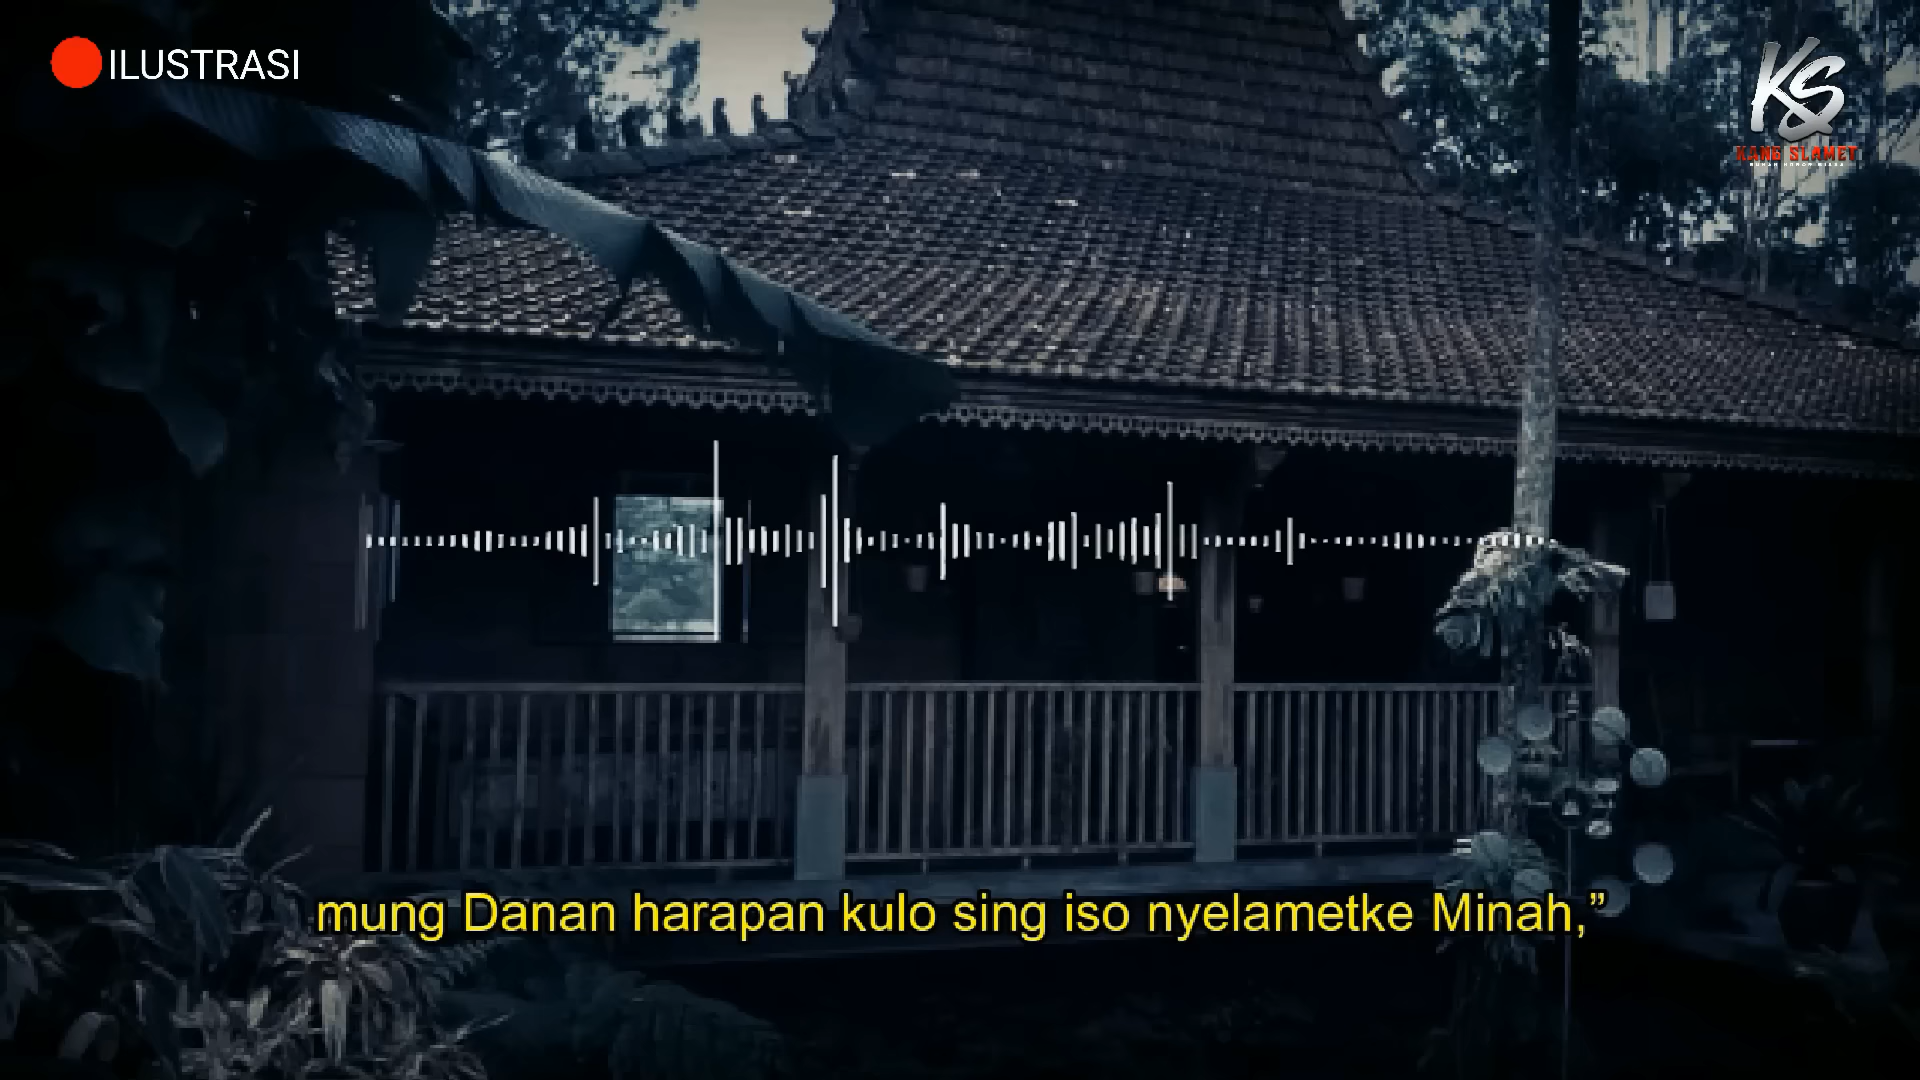 ILUSTRASI
KS
KANG SLAMET
mung Danan harapan kulo sing iso nyelametke Minah,”